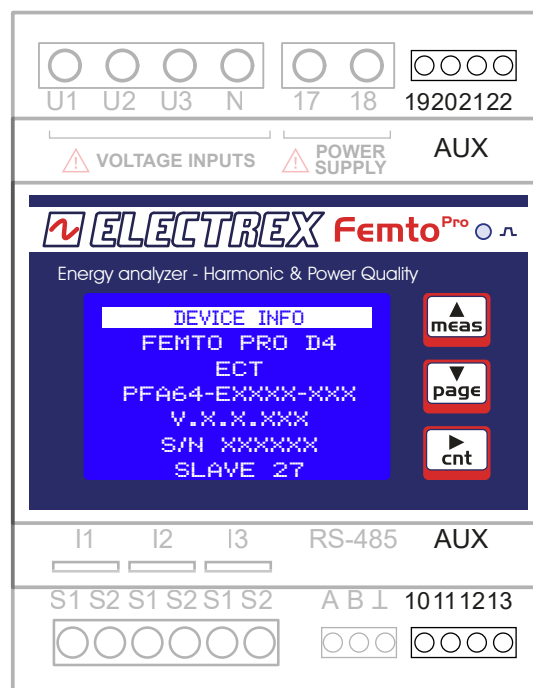 U1 U2 U3 N 17 18 19202122
VOLTAGE INPUTS POWER SUPPLY AUX
ELECTREX Femto Pro
Energy analyzer - Harmonic & Power Quality
DEVICE INFO
FEMTO PRO D4
ECT
PFA64-EXXXX-XXX
V.X.X.XXX
S/N XXXXXX
SLAVE 27
meas
page
cnt
I1 I2 I3 RS-485 AUX
S1 S2 S1 S2 S1 S2 A B ⊥ 10111213